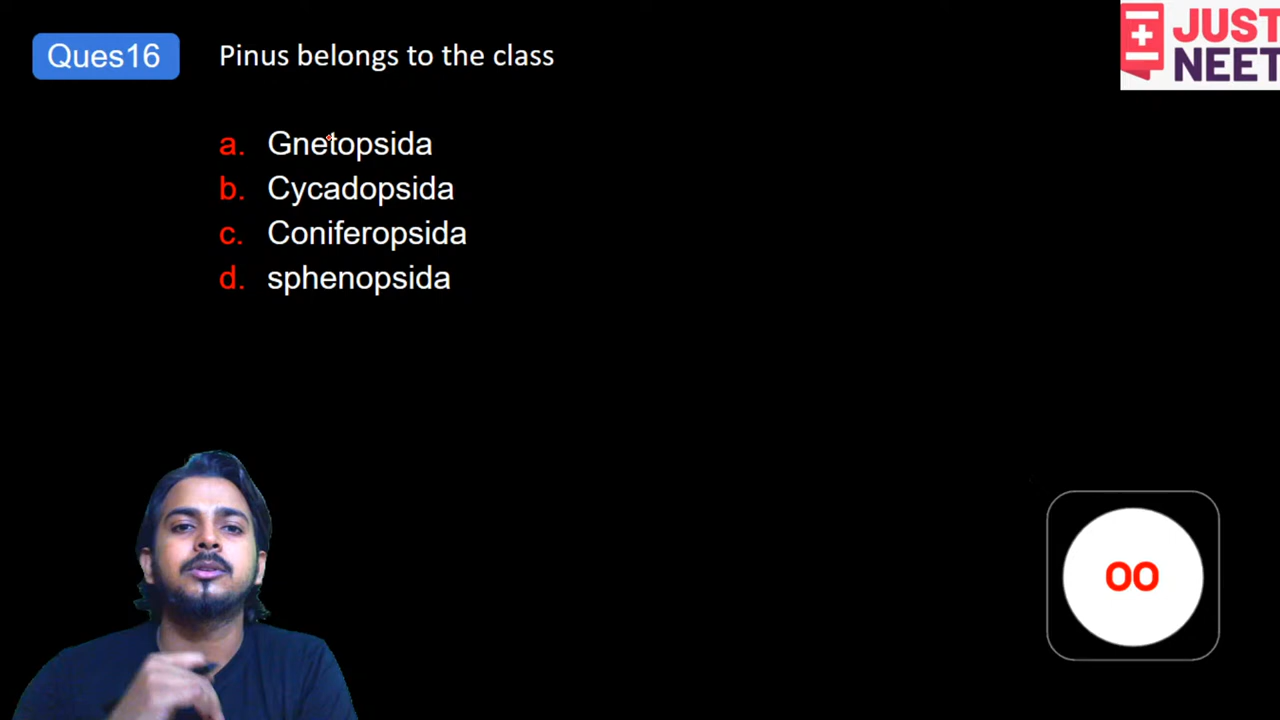 Ques16 Pinus belongs to the class
JUST
NEET
a. Gnetopsida
b. Cycadopsida
c. Coniferopsida
d. sphenopsida
00